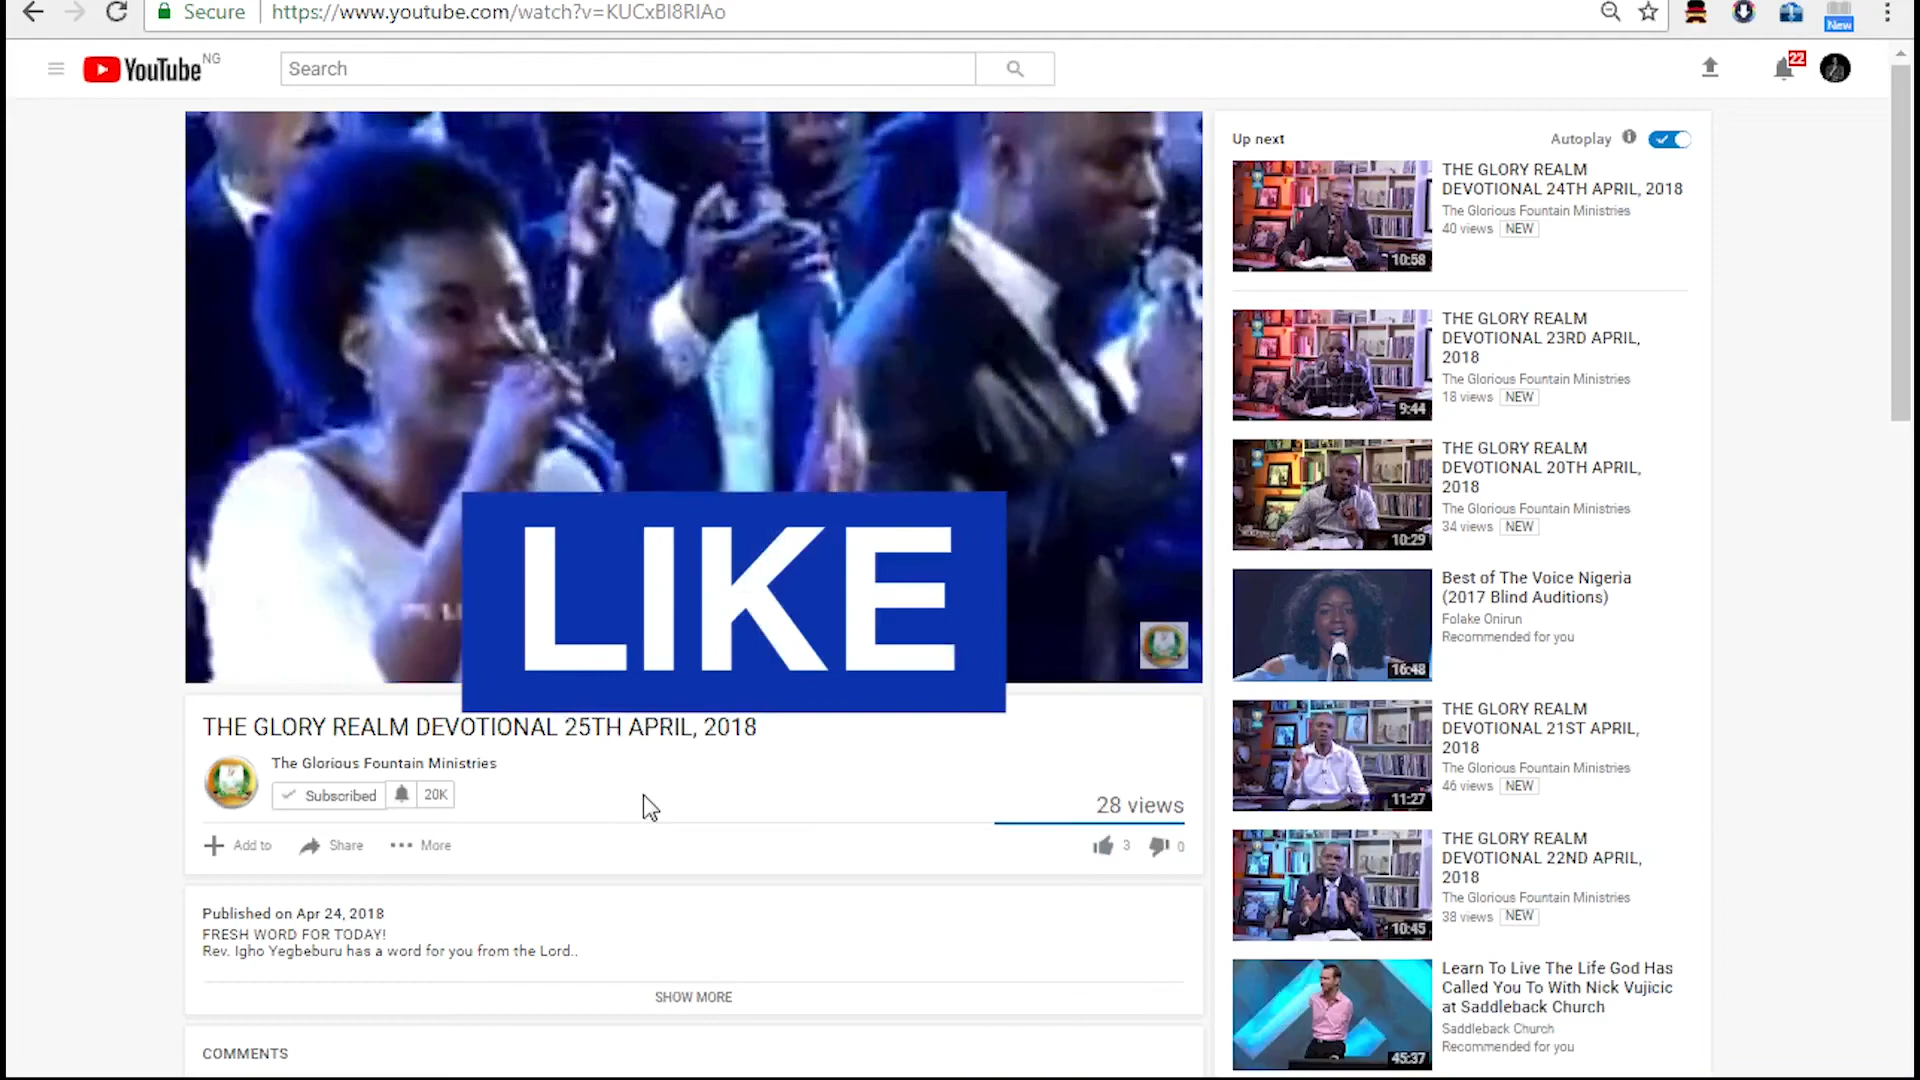 Secure
https://www.youtube.com/watch?v=KUCxBI8RIAo
New
YouTube NG
Search
22
LIKE
THE GLORY REALM DEVOTIONAL 25TH APRIL, 2018
The Glorious Fountain Ministries
Subscribed 20K
28 views
Add to Share More
3 0
Published on Apr 24, 2018
FRESH WORD FOR TODAY!
Rev. Igho Yegbeburu has a word for you from the Lord..
SHOW MORE
COMMENTS
Up next Autoplay
THE GLORY REALM
DEVOTIONAL 24TH APRIL, 2018
The Glorious Fountain Ministries
40 views NEW
10:58
THE GLORY REALM
DEVOTIONAL 23RD APRIL,
2018
The Glorious Fountain Ministries
18 views NEW
9:44
THE GLORY REALM
DEVOTIONAL 20TH APRIL,
2018
The Glorious Fountain Ministries
34 views NEW
10:29
Best of The Voice Nigeria
(2017 Blind Auditions)
Folake Onirun
Recommended for you
16:48
THE GLORY REALM
DEVOTIONAL 21ST APRIL,
2018
The Glorious Fountain Ministries
46 views NEW
11:27
THE GLORY REALM
DEVOTIONAL 22ND APRIL,
2018
The Glorious Fountain Ministries
38 views NEW
10:45
Learn To Live The Life God Has
Called You To With Nick Vujicic
at Saddleback Church
Saddleback Church
Recommended for you
45:37